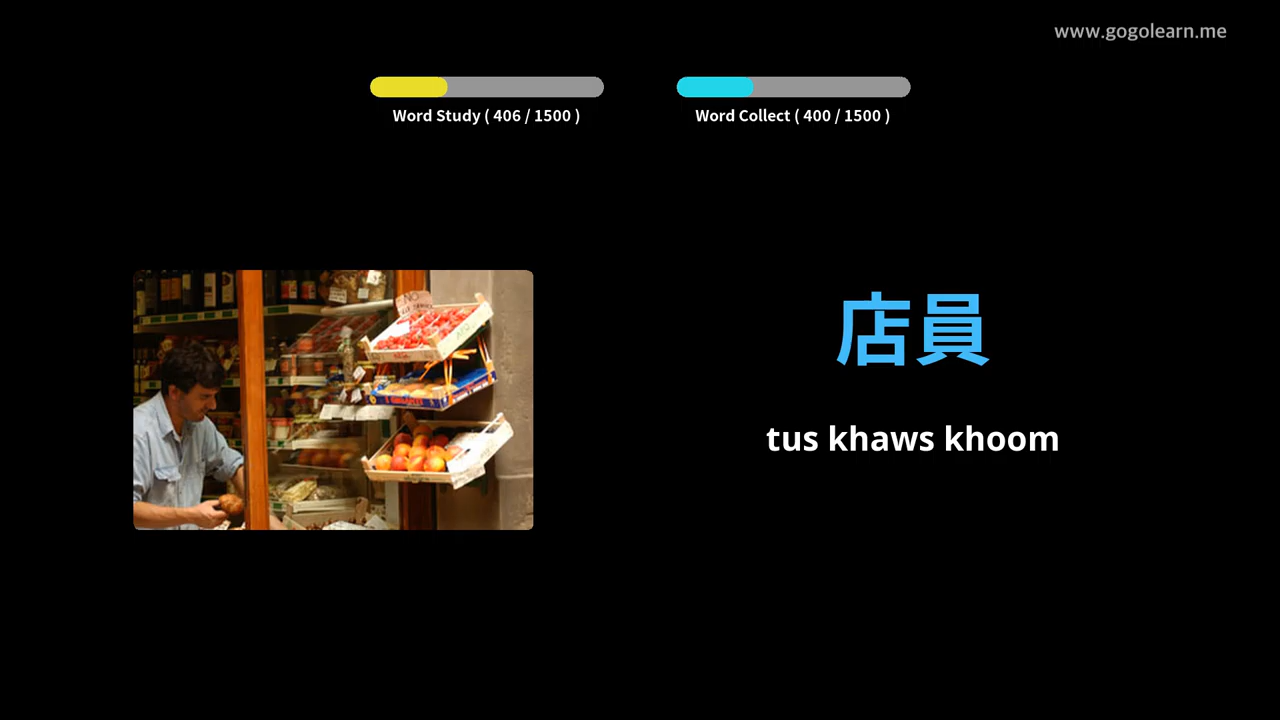 www.gogolearn.me
Word Study ( 406 / 1500 )
Word Collect ( 400 / 1500 )
店員
tus khaws khoom